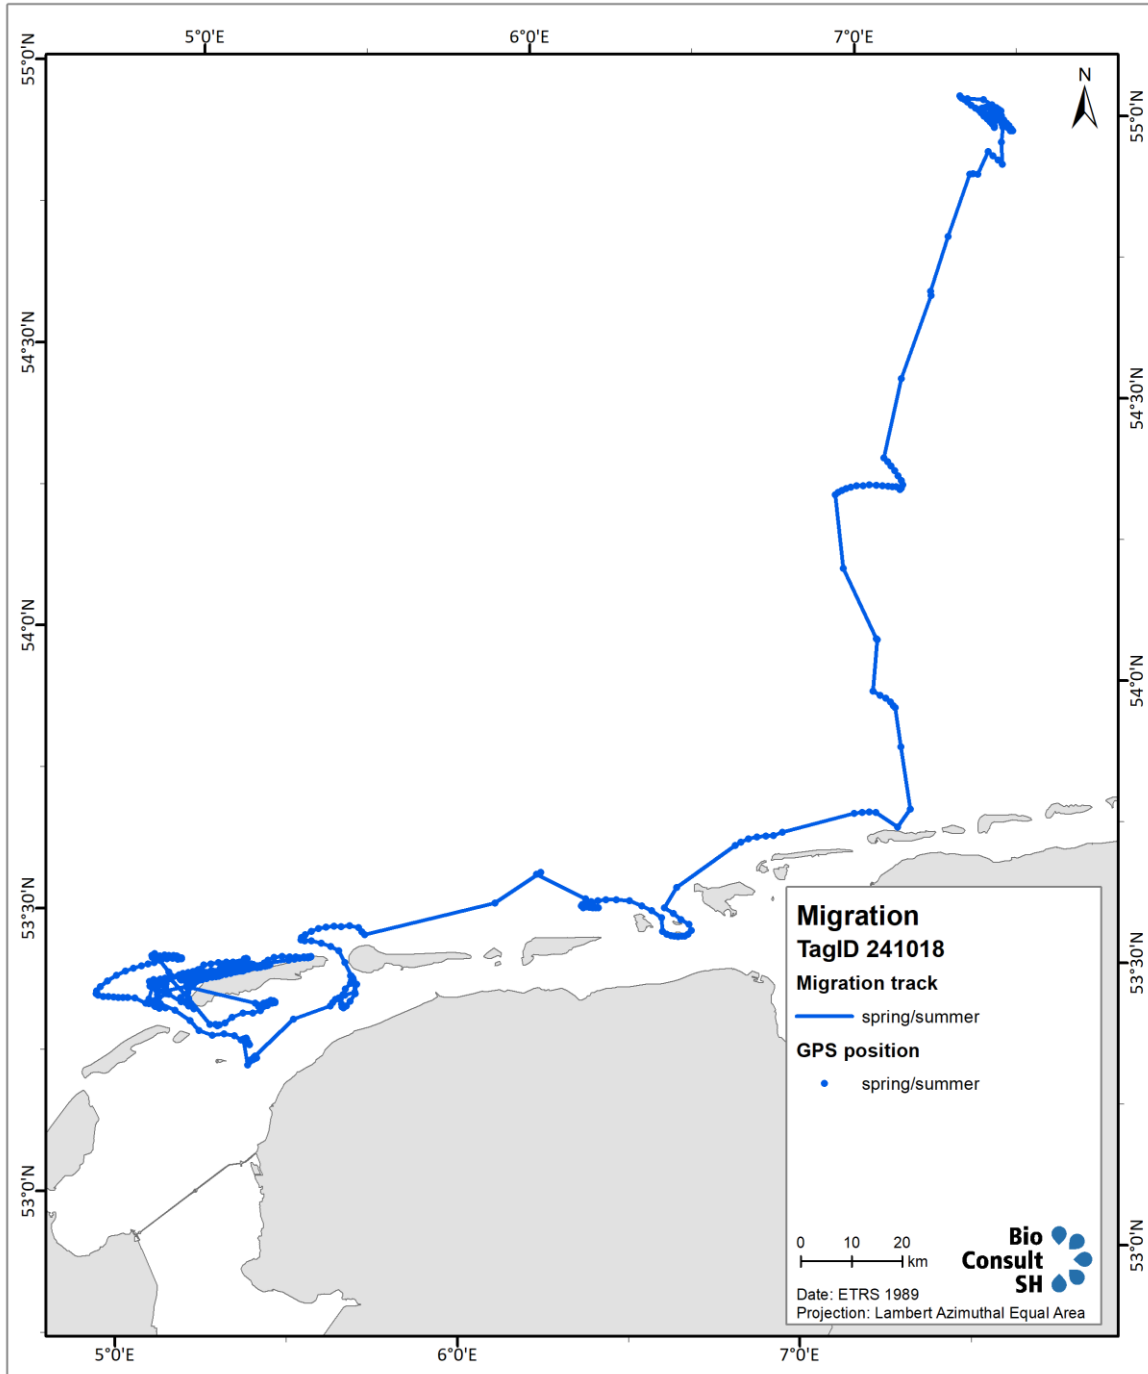 5°0'E 6°0'E 7°0'E
55°0'N
54°30'N
54°0'N
53°30'N
53°0'N
N
55°0'N
54°30'N
54°0'N
53°30'N
53°0'N
Migration
TagID 241018
Migration track
spring/summer
GPS position
spring/summer
0 10 20
km
Bio
Consult
SH
Date: ETRS 1989
Projection: Lambert Azimuthal Equal Area
5°0'E 6°0'E 7°0'E